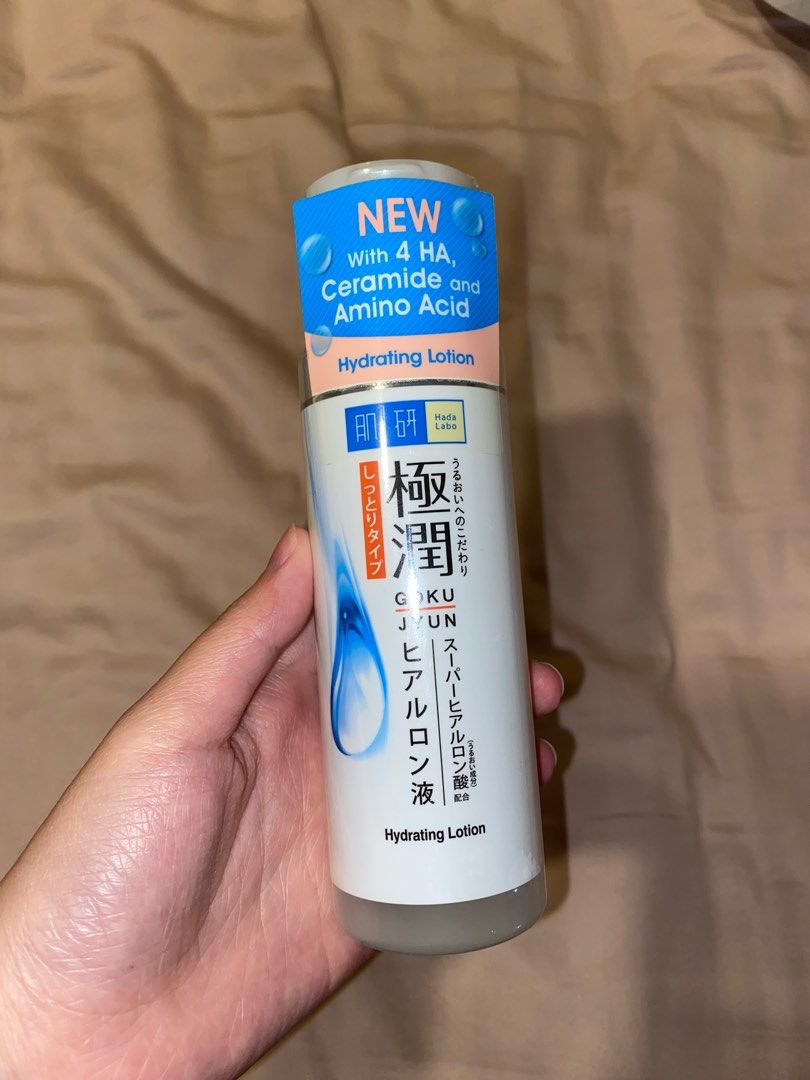 NEW
With 4 HA,
Ceramide and
Amino Acid
Hydrating Lotion
肌研
Hada
Labo
うるおいへのこだわり
極潤
しっとりタイプ
GOKU
JYUN
スーパーヒアルロン酸(うるおい成分)配合
ヒアルロン液
Hydrating Lotion